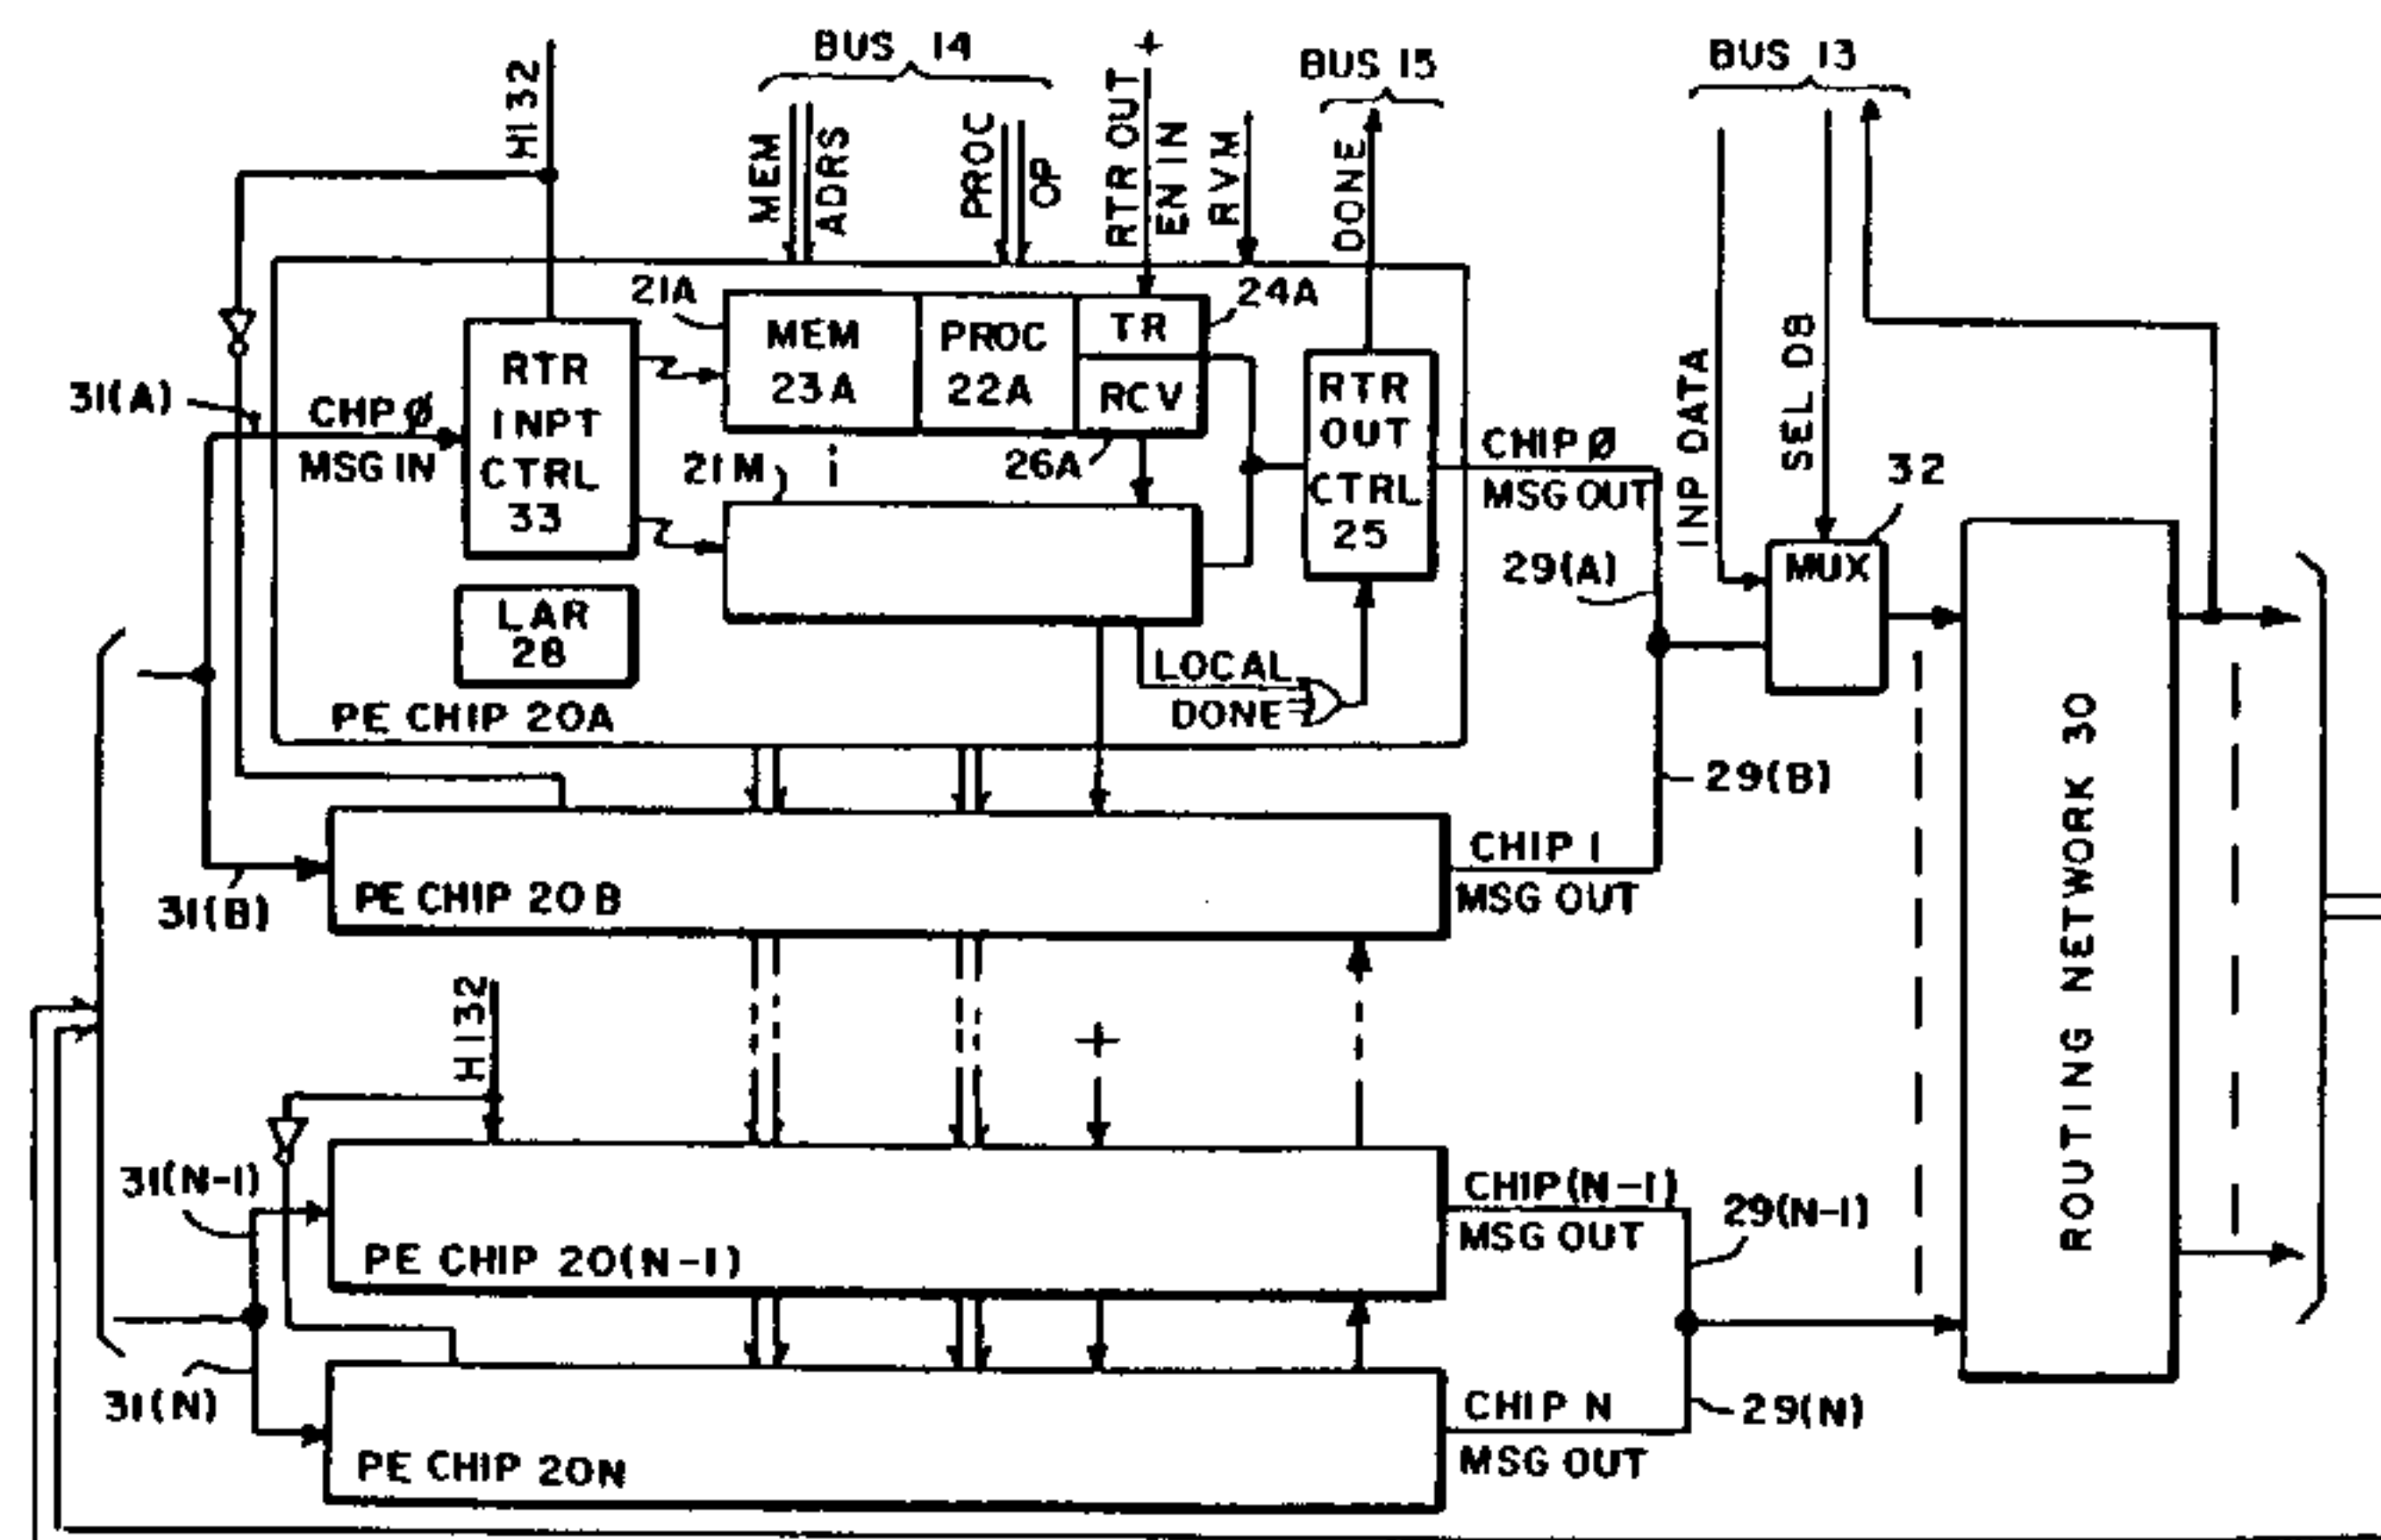 BUS 14
+
BUS 15
BUS 13
H132
MEM
ADRS
PROC
OP
RTR OUT
EN IN
RVM
DONE
INP DATA
SEL DB
21A
24A
MEM
23A
PROC
22A
TR
RCV
RTR
INPT
CTRL
33
31(A)
CHP Ø
MSG IN
RTR
OUT
CTRL
25
21M
i
26A
CHIP Ø
MSG OUT
32
MUX
29(A)
LAR
28
LOCAL
DONE
PE CHIP 20A
29(B)
ROUTING NETWORK 30
CHIP 1
MSG OUT
PE CHIP 20B
31(B)
H132
+
31(N-1)
CHIP(N-1)
MSG OUT
29(N-1)
PE CHIP 20(N-1)
31(N)
CHIP N
MSG OUT
29(N)
PE CHIP 20N